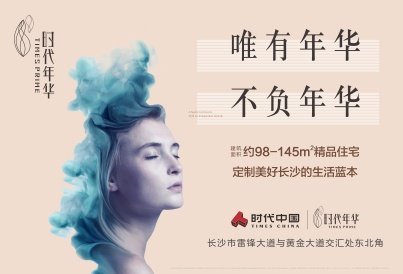 时代年华
TIMES PRIME
唯有年华
不负年华
建筑面积约98-145m²精品住宅
定制美好长沙的生活蓝本
时代中国
TIMES CHINA
时代年华
TIMES PRIME
长沙市雷锋大道与黄金大道交汇处东北角